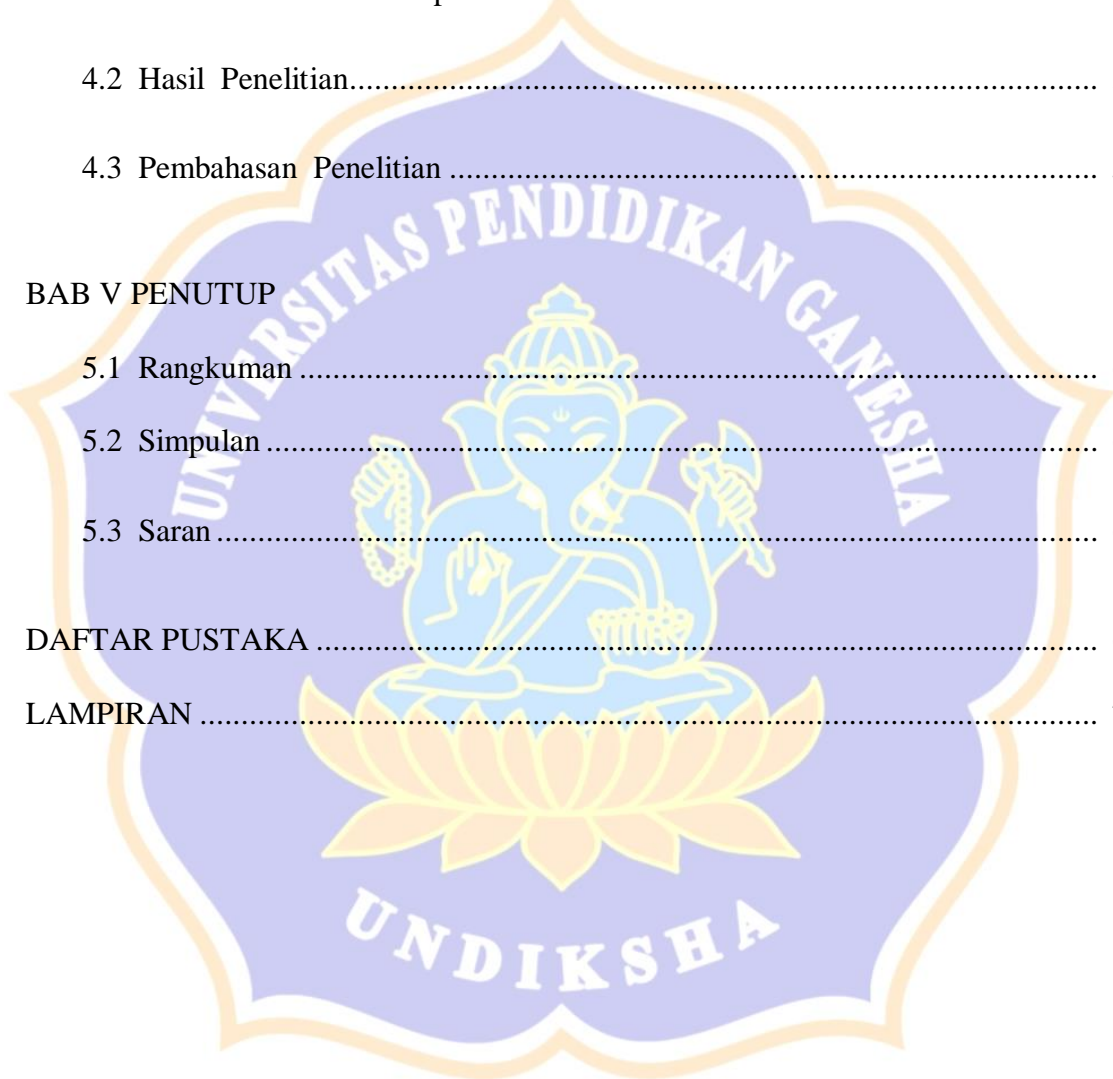 4.2 Hasil Penelitian...........................................................................................
4.3 Pembahasan Penelitian ...............................................................................
UNIVERSITAS PENDIDIKAN GANESHA
BAB V PENUTUP
5.1 Rangkuman .................................................................................................
5.2 Simpulan .....................................................................................................
5.3 Saran ...........................................................................................................
DAFTAR PUSTAKA ...............................................................................................
LAMPIRAN .............................................................................................................
UNDIKSHA